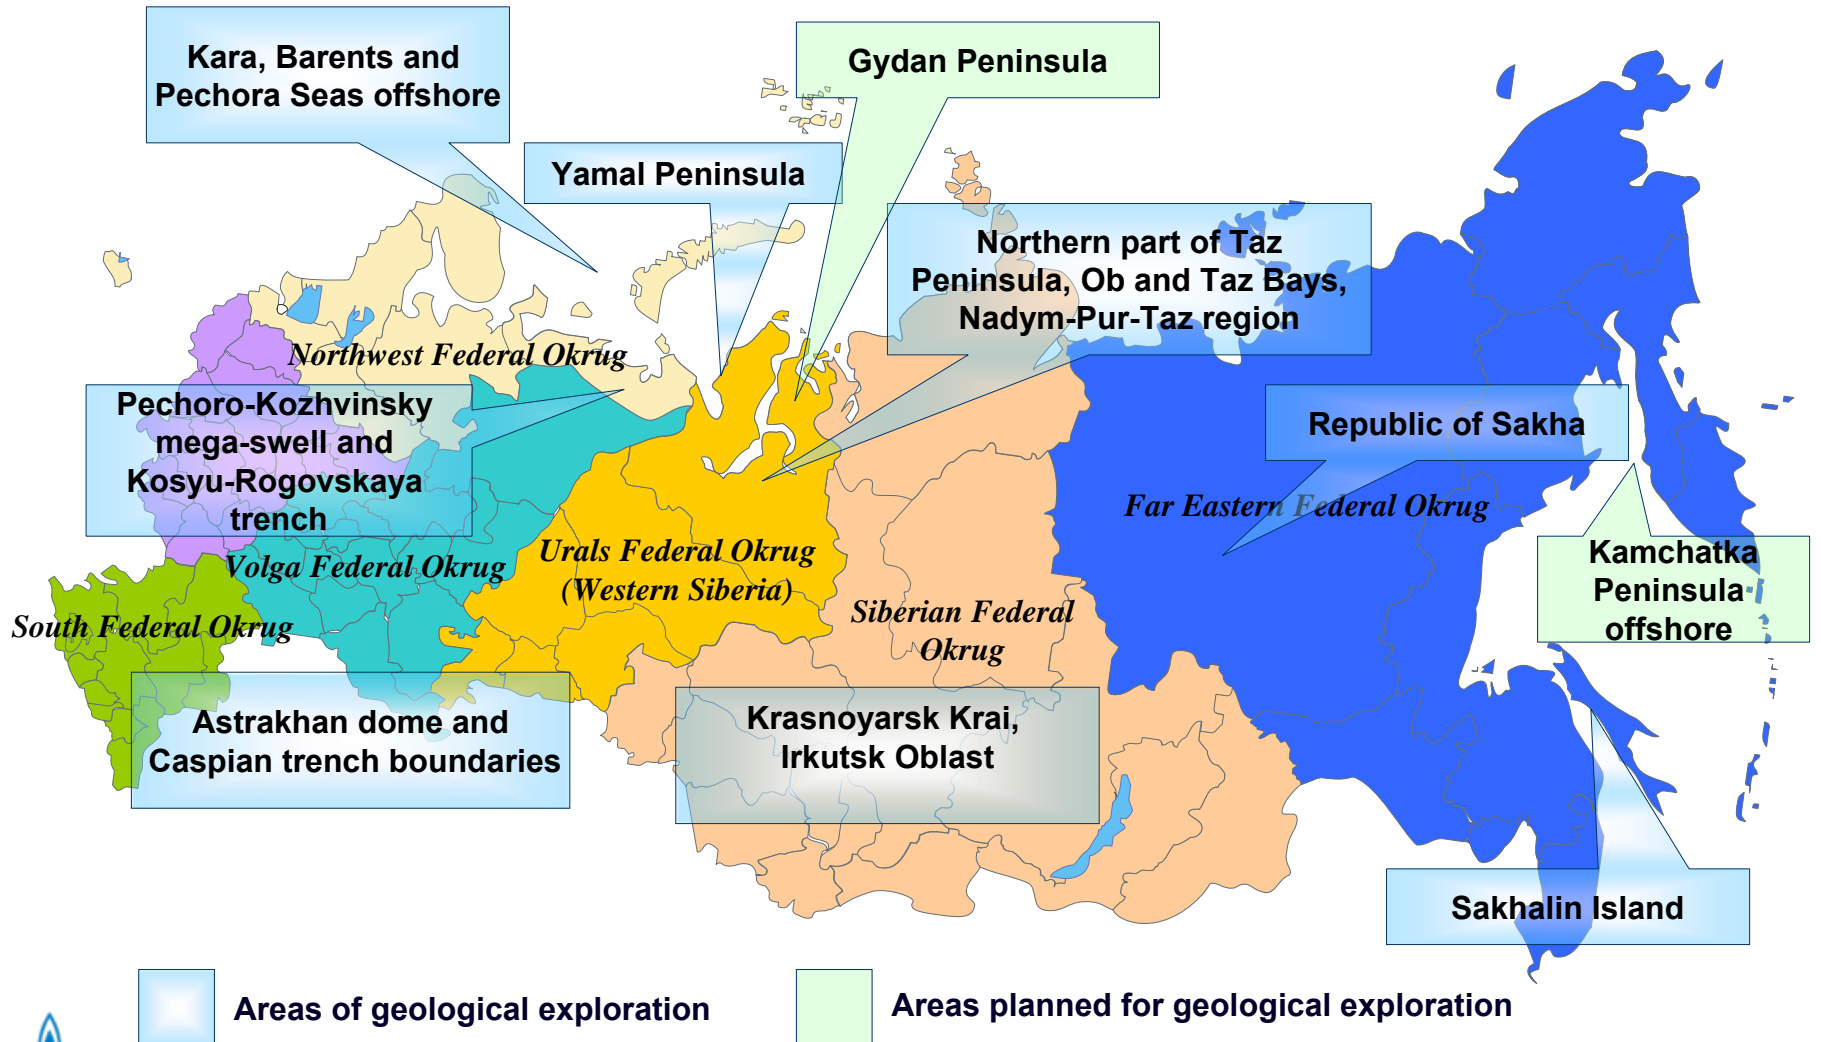 Kara, Barents and
Pechora Seas offshore
Gydan Peninsula
Yamal Peninsula
Northern part of Taz
Peninsula, Ob and Taz Bays,
Nadym-Pur-Taz region
Northwest Federal Okrug
Pechoro-Kozhvinsky
mega-swell and
Kosyu-Rogovskaya
trench
Republic of Sakha
Far Eastern Federal Okrug
Kamchatka
Peninsula
offshore
Urals Federal Okrug
(Western Siberia)
Volga Federal Okrug
South Federal Okrug
Siberian Federal
Okrug
Astrakhan dome and
Caspian trench boundaries
Krasnoyarsk Krai,
Irkutsk Oblast
Sakhalin Island
Areas of geological exploration
Areas planned for geological exploration